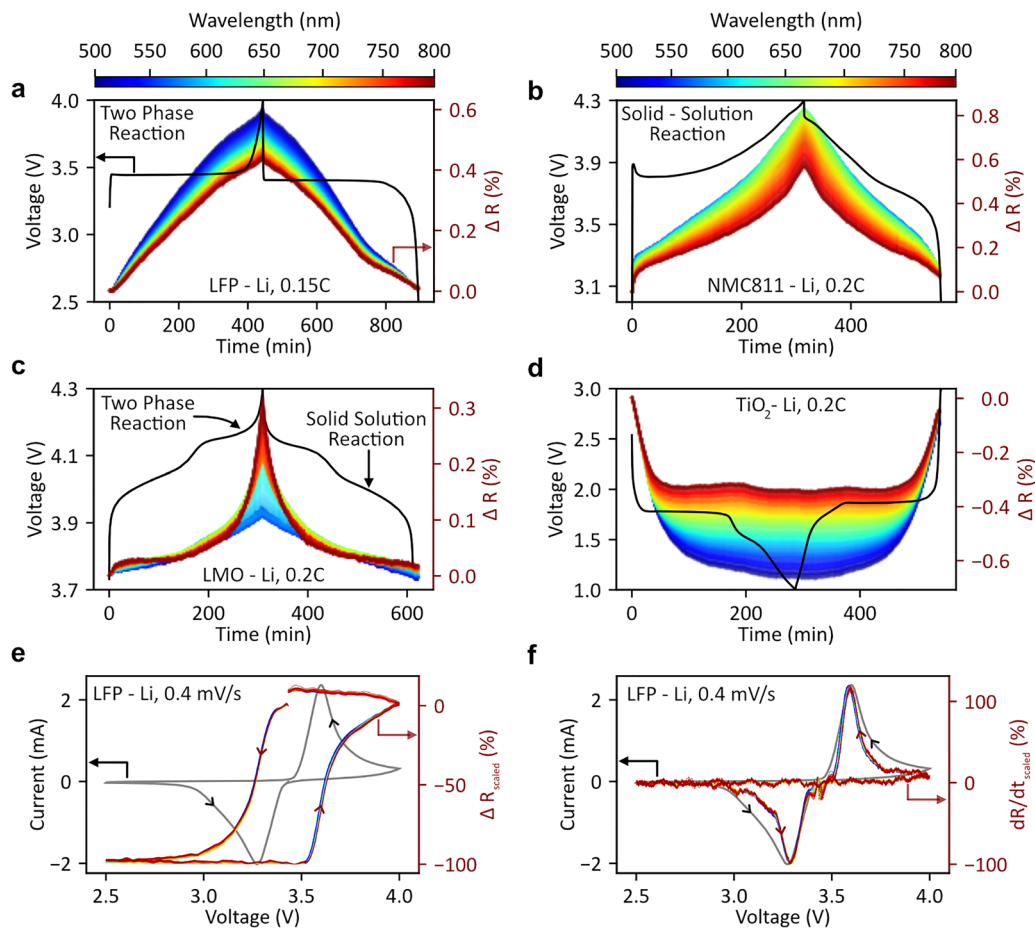 Wavelength (nm)
500 550 600 650 700 750 800
Wavelength (nm)
500 550 600 650 700 750 800
a
Two Phase
Reaction
LFP - Li, 0.15C
Voltage (V)
4.0
3.5
3.0
2.5
Δ R (%)
0.6
0.4
0.2
0.0
0 200 400 600 800
Time (min)
b
Solid - Solution
Reaction
NMC811 - Li, 0.2C
Voltage (V)
4.3
3.9
3.5
3.1
Δ R (%)
0.8
0.6
0.4
0.2
0.0
0 200 400
Time (min)
c
Two Phase
Reaction
Solid Solution
Reaction
LMO - Li, 0.2C
Voltage (V)
4.3
4.1
3.9
3.7
Δ R (%)
0.3
0.2
0.1
0.0
0 200 400 600
Time (min)
d
TiO₂- Li, 0.2C
Voltage (V)
3.0
2.5
2.0
1.5
1.0
Δ R (%)
0.0
−0.2
−0.4
−0.6
0 200 400
Time (min)
e
LFP - Li, 0.4 mV/s
Current (mA)
2
0
−2
Δ R scaled (%)
0
−50
−100
2.5 3.0 3.5 4.0
Voltage (V)
f
LFP - Li, 0.4 mV/s
Current (mA)
2
0
−2
dR/dt scaled (%)
100
50
0
−50
−100
2.5 3.0 3.5 4.0
Voltage (V)